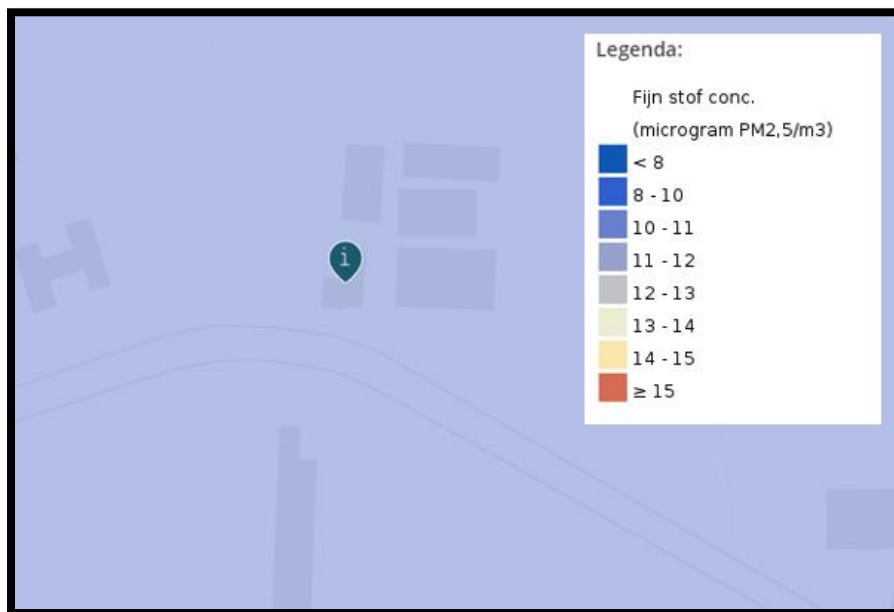 Legenda:
Fijn stof conc.
(microgram PM2,5/m3)
< 8
8 - 10
10 - 11
11 - 12
12 - 13
13 - 14
14 - 15
≥ 15
i